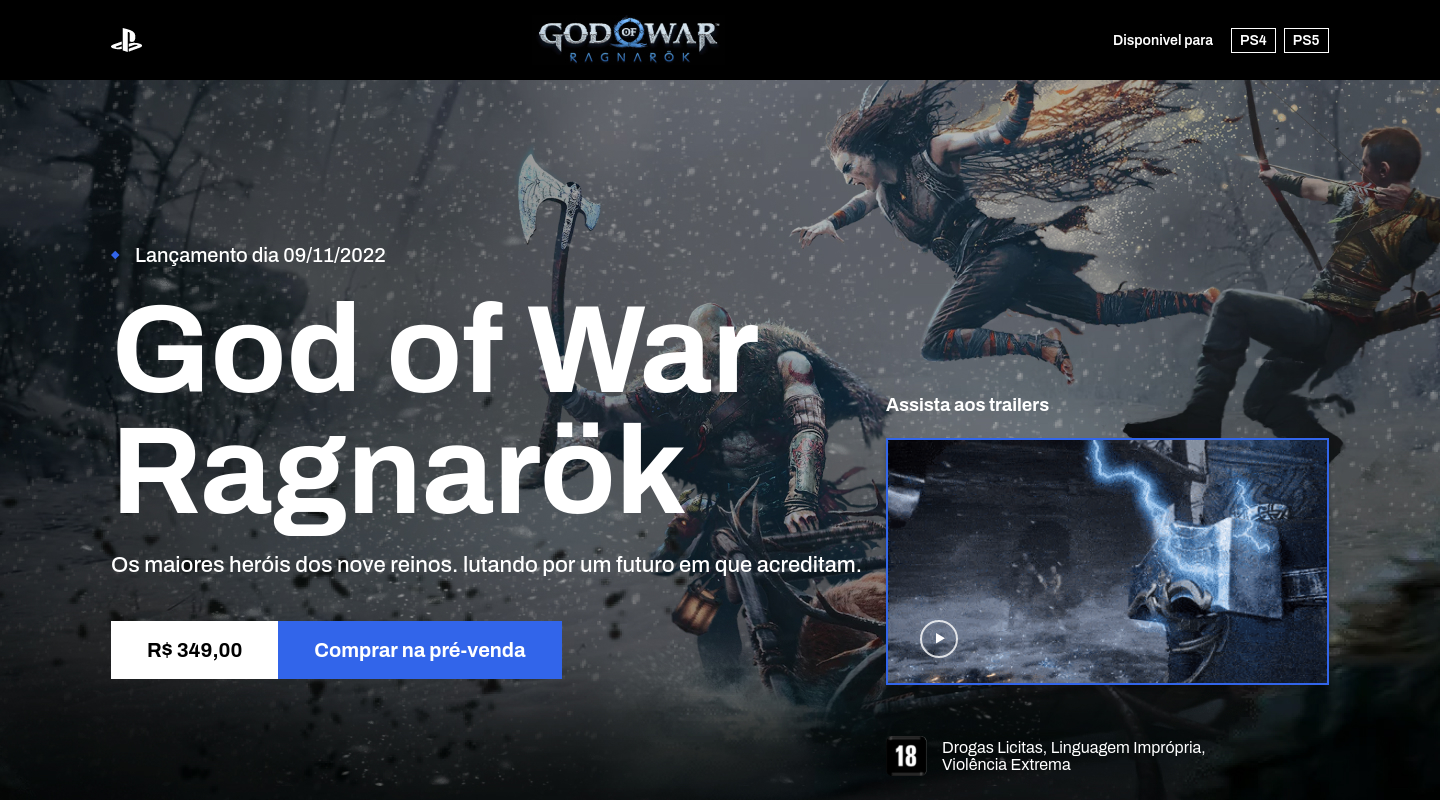 GOD OF WAR
RAGNARÖK
Disponivel para
PS4
PS5
Lançamento dia 09/11/2022
God of War
Ragnarök
Os maiores heróis dos nove reinos. lutando por um futuro em que acreditam.
R$ 349,00
Comprar na pré-venda
Assista aos trailers
18
Drogas Licitas, Linguagem Imprópria,
Violência Extrema